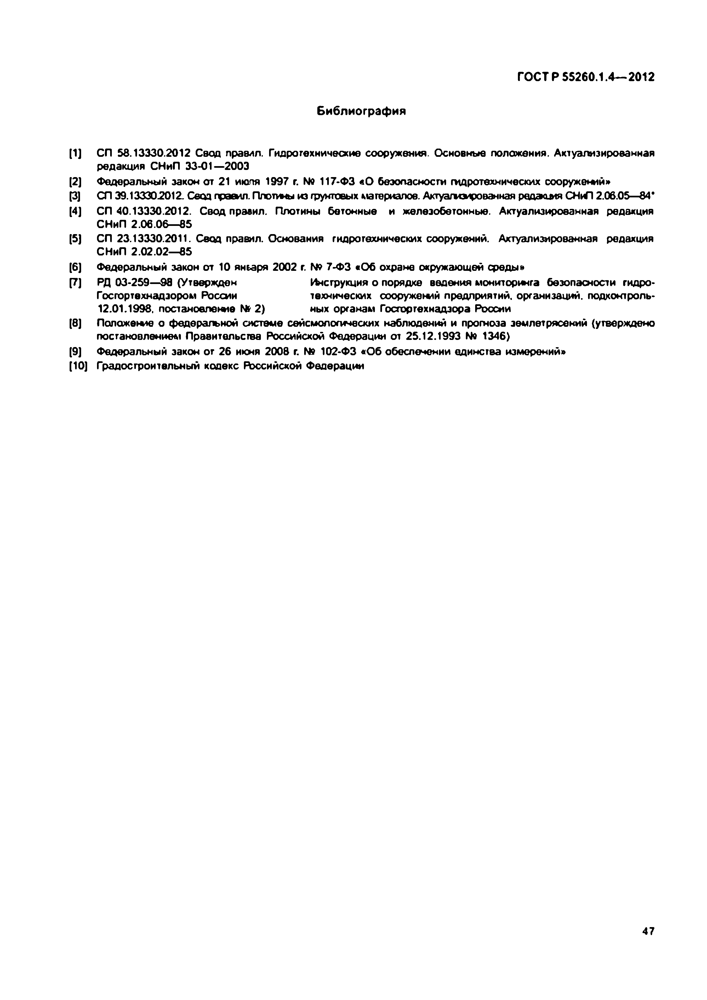 ГОСТ Р 55260.1.4—2012
Библиография
[1] СП 58.13330.2012 Свод правил. Гидротехнические сооружения. Основные положения. Актуализированная
редакция СНиП 33-01—2003
[2] Федеральный закон от 21 июля 1997 г. № 117-ФЗ «О безопасности гидротехнических сооружений»
[3] СП 39.13330.2012. Свод правил. Плотины из грунтовых материалов. Актуализированная редакция СНиП 2.06.05—84*
[4] СП 40.13330.2012. Свод правил. Плотины бетонные и железобетонные. Актуализированная редакция
СНиП 2.06.06—85
[5] СП 23.13330.2011. Свод правил. Основания гидротехнических сооружений. Актуализированная редакция
СНиП 2.02.02—85
[6] Федеральный закон от 10 января 2002 г. № 7-ФЗ «Об охране окружающей среды»
[7] РД 03-259—98 (Утвержден Инструкция о порядке ведения мониторинга безопасности гидро-
Госгортехнадзором России технических сооружений предприятий, организаций, подконтроль-
12.01.1998, постановление № 2) ных органам Госгортехнадзора России
[8] Положение о федеральной системе сейсмологических наблюдений и прогноза землетрясений (утверждено
постановлением Правительства Российской Федерации от 25.12.1993 № 1346)
[9] Федеральный закон от 26 июня 2008 г. № 102-ФЗ «Об обеспечении единства измерений»
[10] Градостроительный кодекс Российской Федерации
47